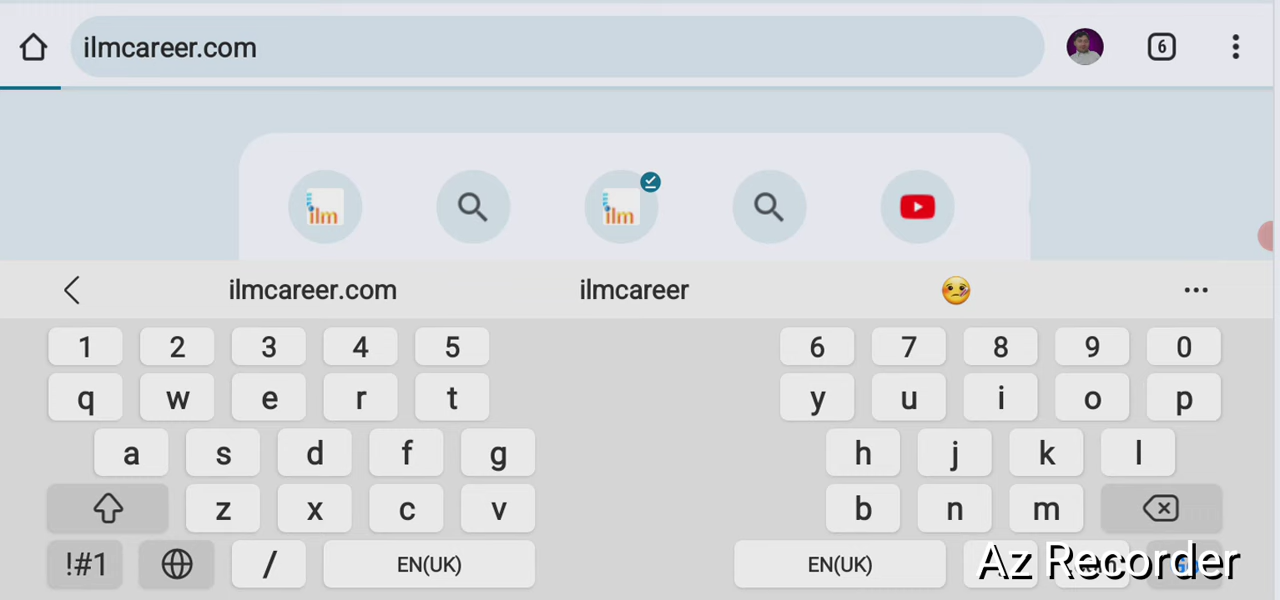 ilmcareer.com
6
ilm
ilm
ilmcareer.com ilmcareer
1 2 3 4 5 6 7 8 9 0
q w e r t y u i o p
a s d f g h j k l
z x c v b n m
!#1 / EN(UK) EN(UK)
Az Recorder